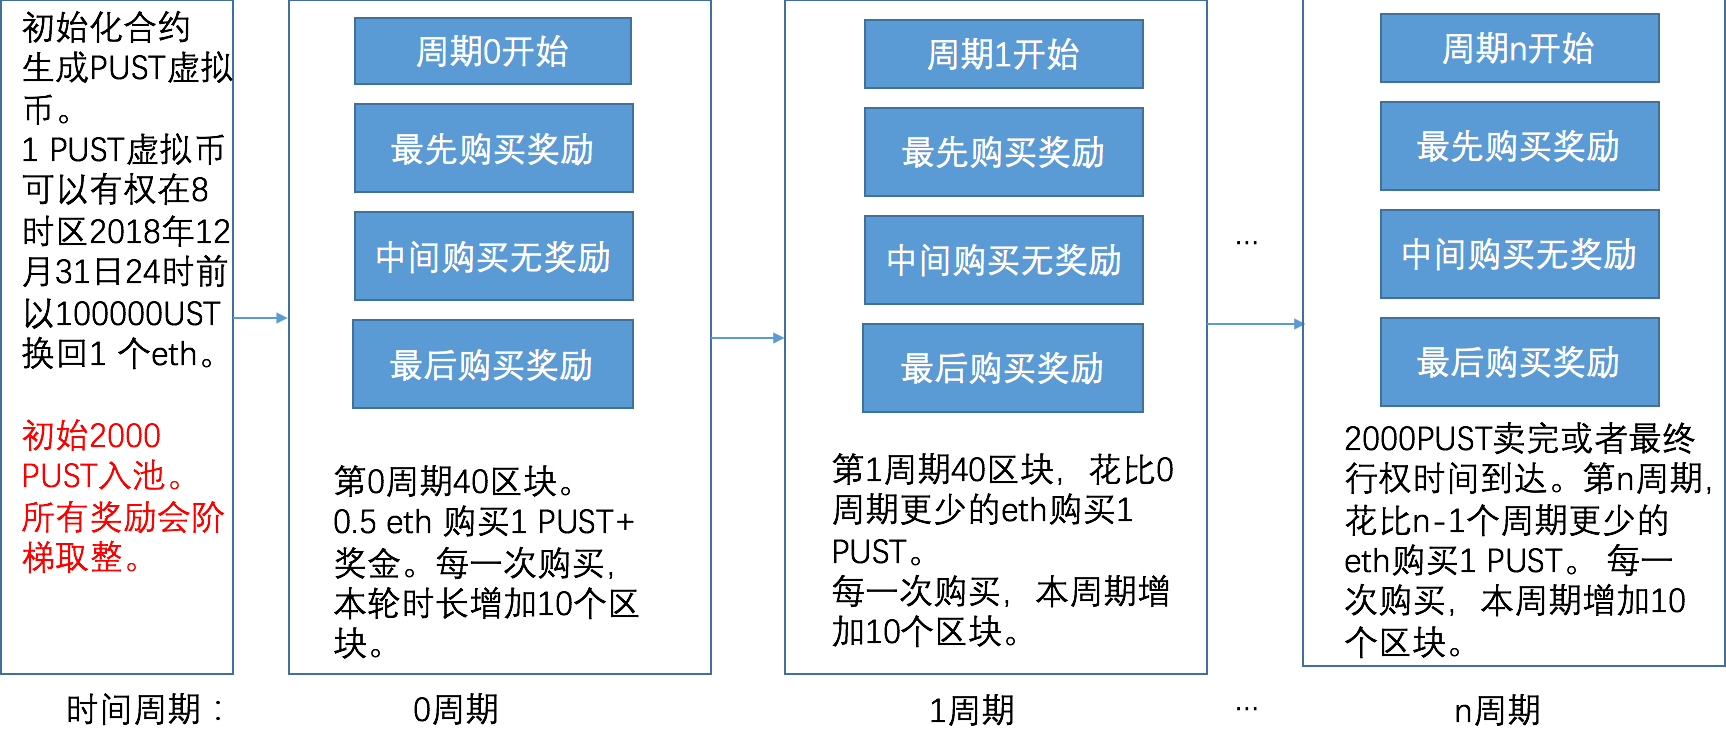 初始化合约
生成PUST虚拟
币。
1 PUST虚拟币
可以有权在8
时区2018年12
月31日24时前
以100000UST
换回1 个eth。
初始2000
PUST入池。
所有奖励会阶
梯取整。
周期0开始
最先购买奖励
中间购买无奖励
最后购买奖励
第0周期40区块。
0.5 eth 购买1 PUST+
奖金。每一次购买,
本轮时长增加10个区
块。
周期1开始
最先购买奖励
中间购买无奖励
最后购买奖励
第1周期40区块，花比0
周期更少的eth购买1
PUST。
每一次购买，本周期增
加10个区块。
...
周期n开始
最先购买奖励
中间购买无奖励
最后购买奖励
2000PUST卖完或者最终
行权时间到达。第n周期,
花比n-1个周期更少的
eth购买1 PUST。 每一
次购买，本周期增加10
个区块。
时间周期：
0周期
1周期
...
n周期